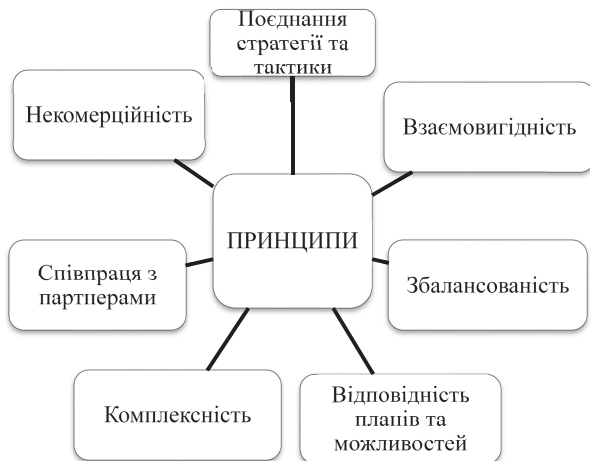 Поєднання
стратегії та
тактики
Некомерційність
Взаємовигідність
ПРИНЦИПИ
Співпраця з
партнерами
Збалансованість
Комплексність
Відповідність
планів та
можливостей